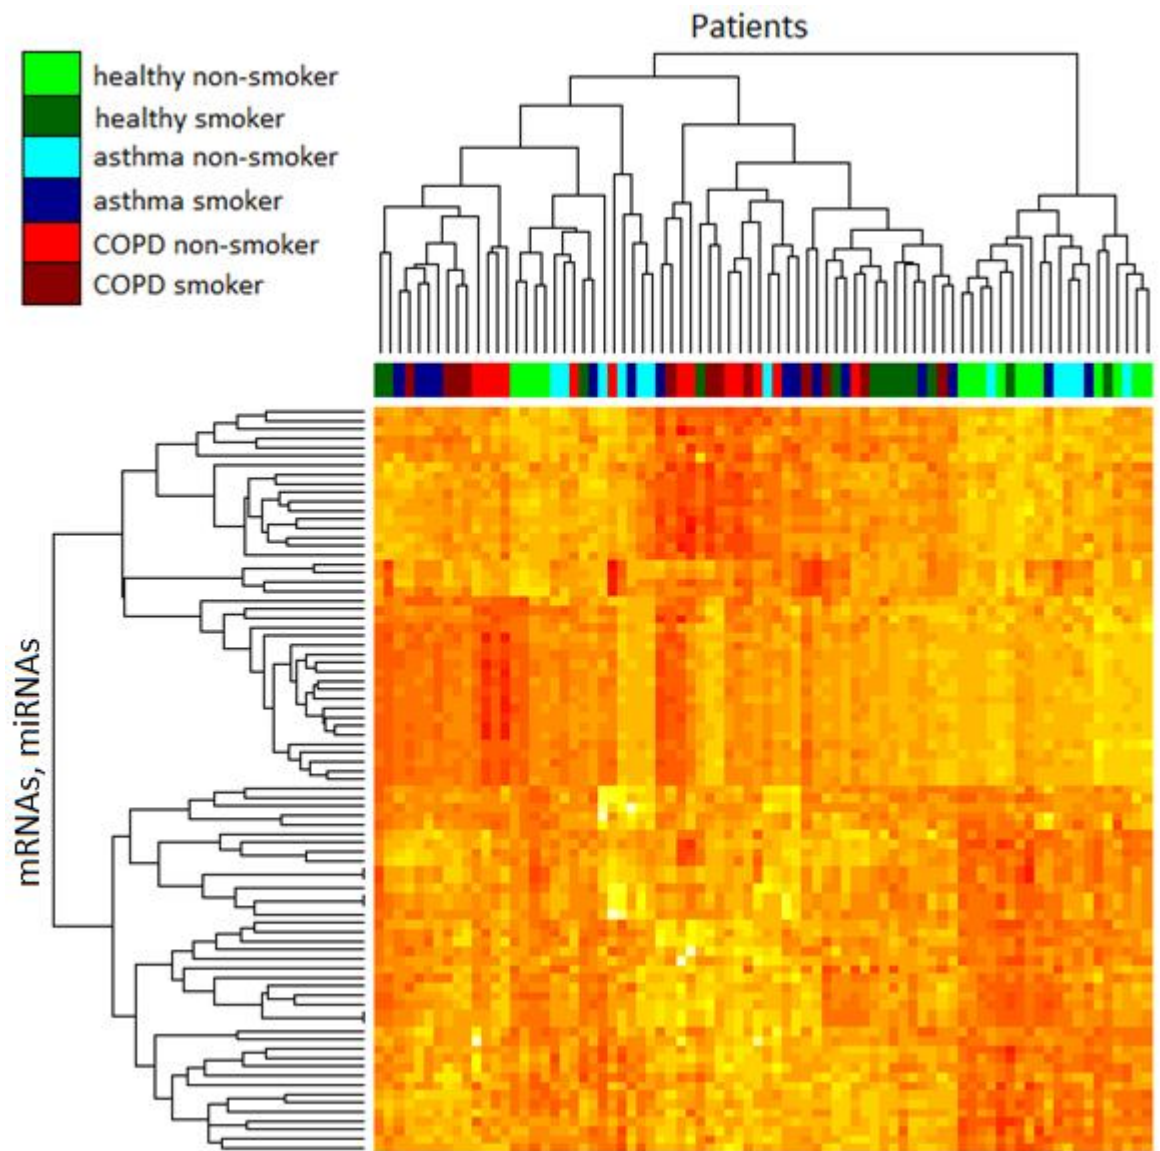 Patients
healthy non-smoker
healthy smoker
asthma non-smoker
asthma smoker
COPD non-smoker
COPD smoker
mRNAs, miRNAs